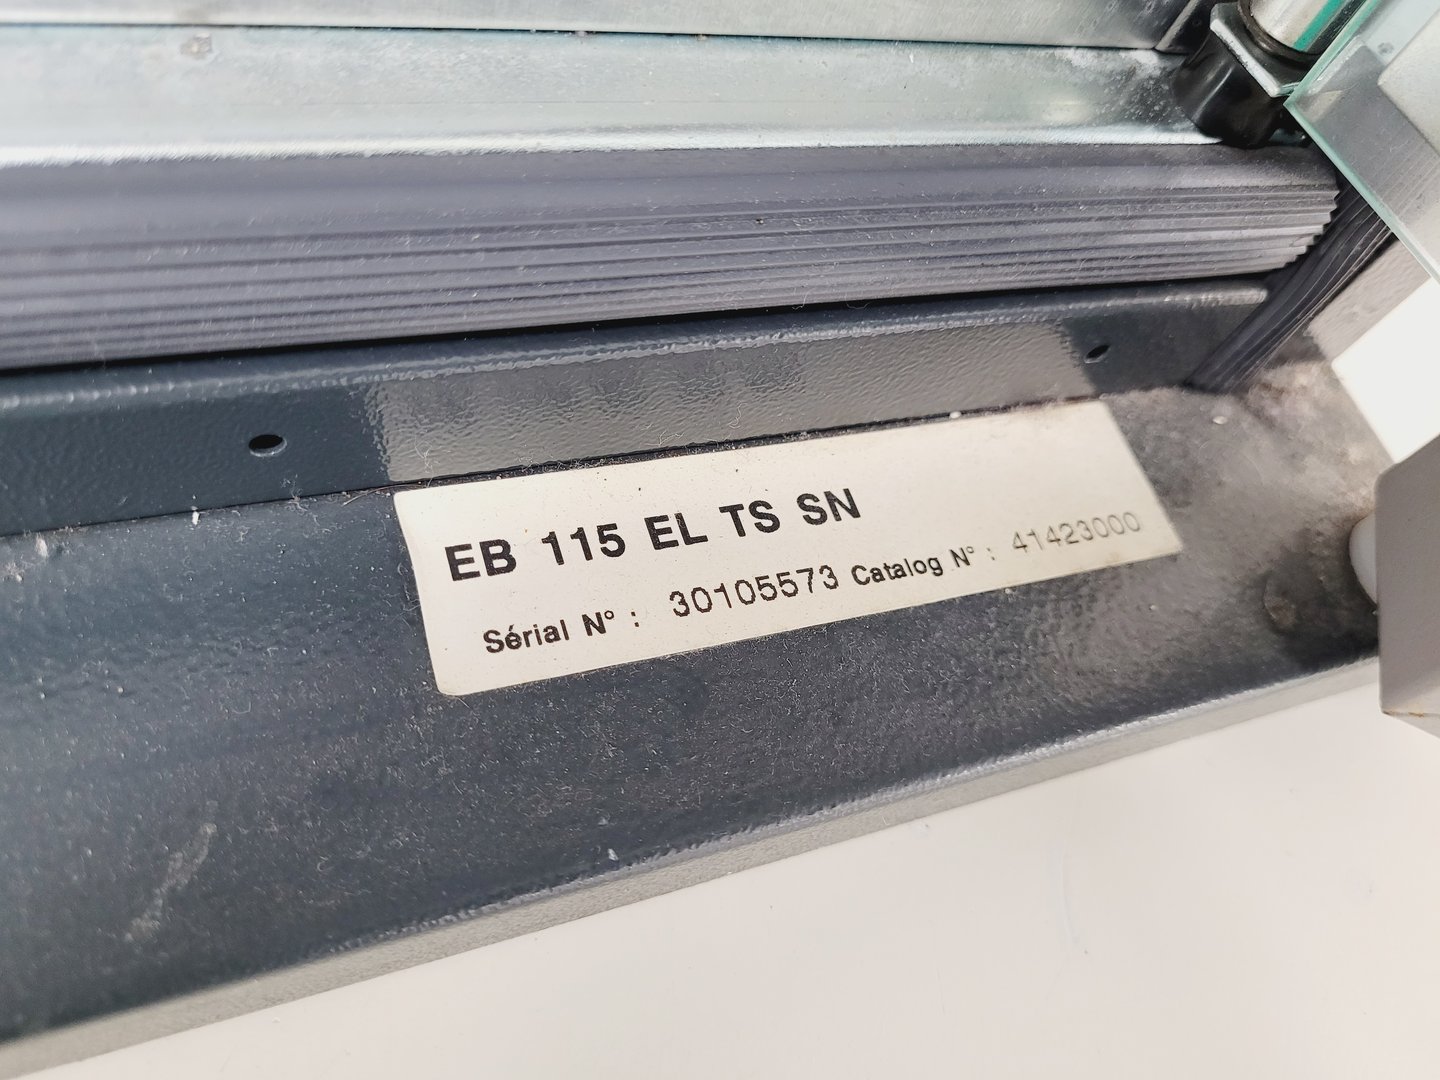 EB 115 EL TS SN
Sérial N° : 30105573 Catalog N° : 41423000